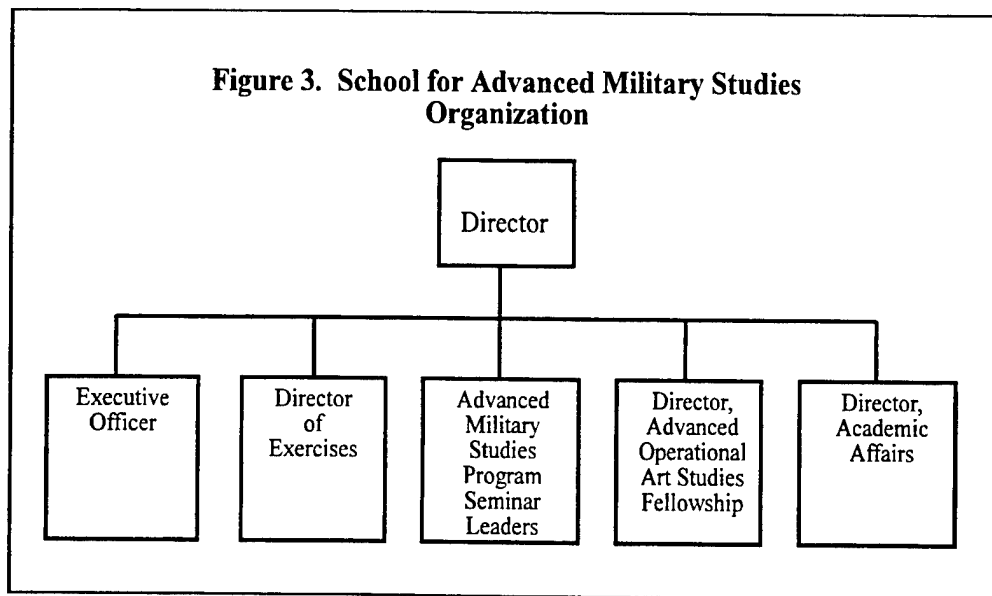 Figure 3. School for Advanced Military Studies
Organization
Director
Executive
Officer
Director
of
Exercises
Advanced
Military
Studies
Program
Seminar
Leaders
Director,
Advanced
Operational
Art Studies
Fellowship
Director,
Academic
Affairs